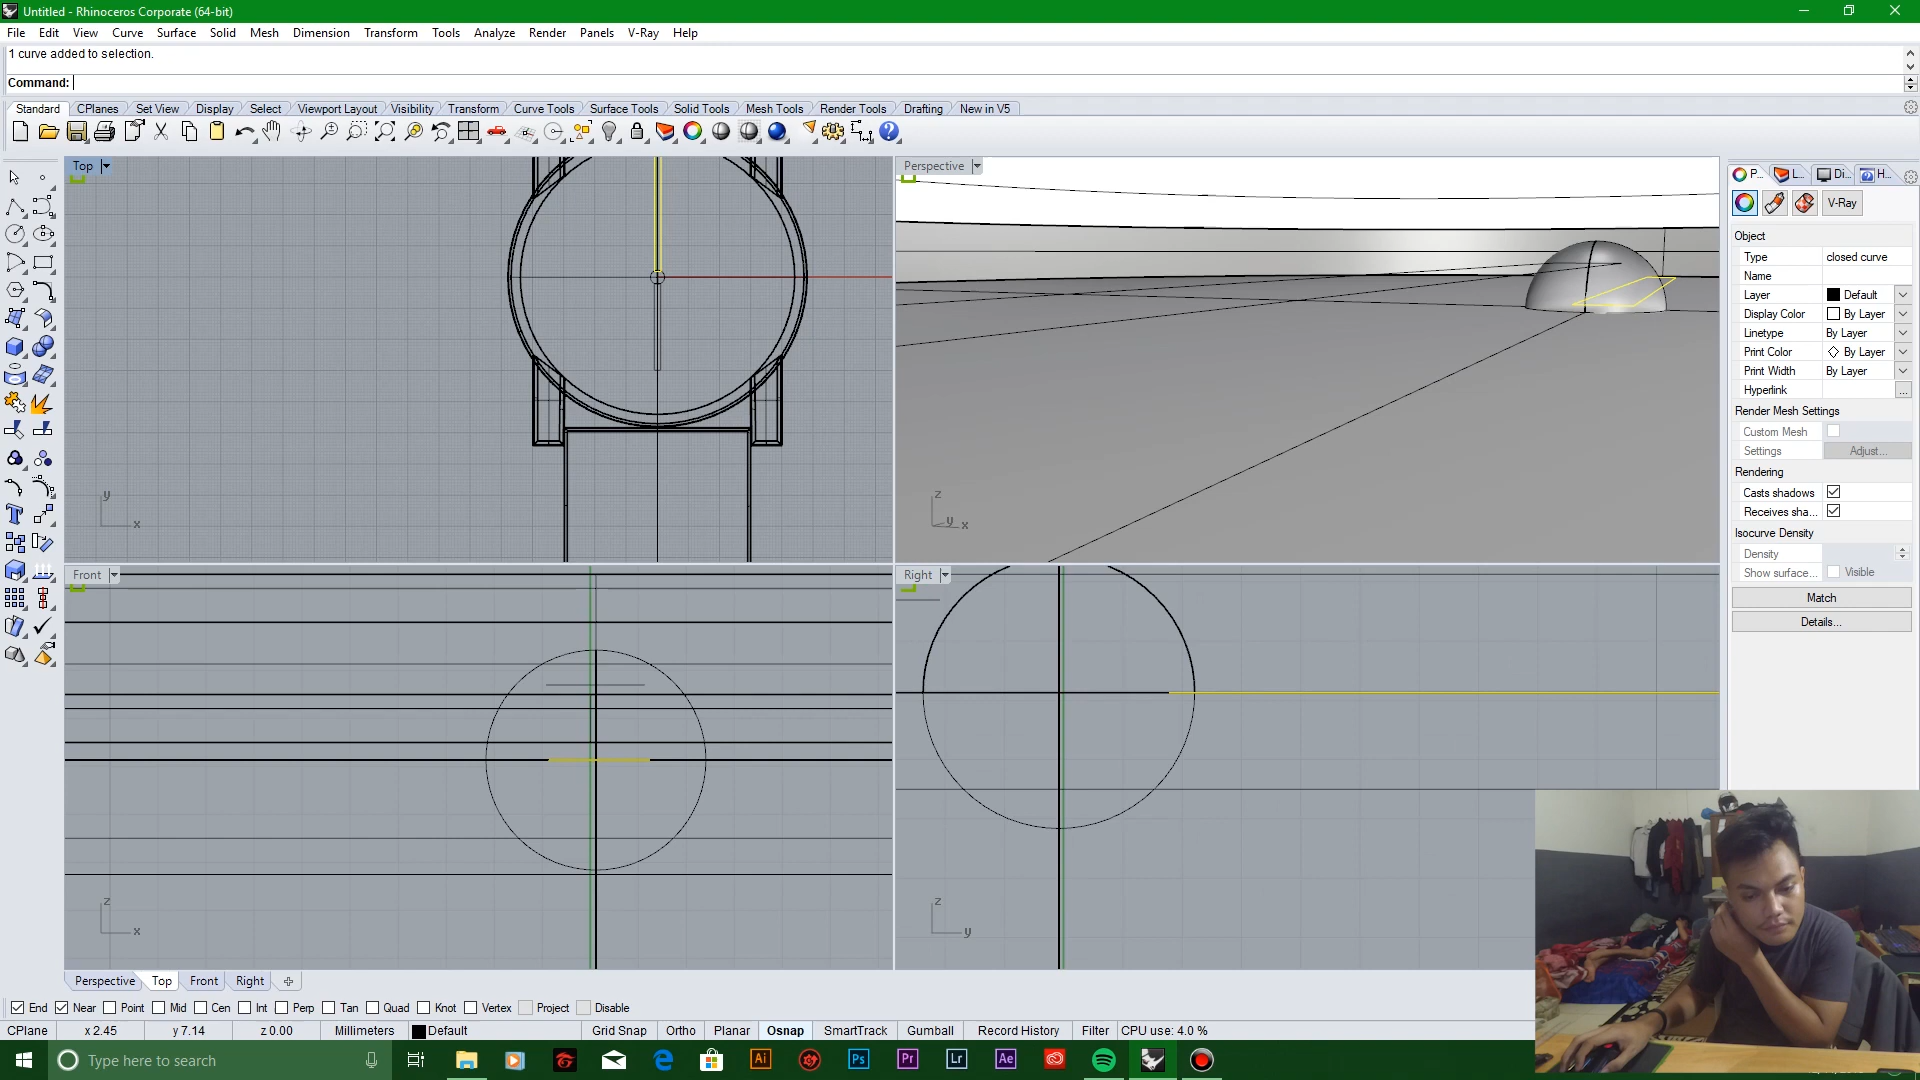 Untitled - Rhinoceros Corporate (64-bit)
File Edit View Curve Surface Solid Mesh Dimension Transform Tools Analyze Render Panels V-Ray Help
1 curve added to selection.
Command:
Standard CPlanes Set View Display Select Viewport Layout Visibility Transform Curve Tools Surface Tools Solid Tools Mesh Tools Render Tools Drafting New in V5
Top
Perspective
P... L... Di... H...
V-Ray
Object
Type closed curve
Name
Layer Default
Display Color By Layer
Linetype By Layer
Print Color By Layer
Print Width By Layer
Hyperlink ...
Render Mesh Settings
Custom Mesh
Settings Adjust...
Rendering
Casts shadows
Receives sha...
Isocurve Density
Density
Show surface... Visible
Match
Details...
y
x
z
y x
Front
Right
z
x
z
y
Perspective Top Front Right
End Near Point Mid Cen Int Perp Tan Quad Knot Vertex Project Disable
CPlane x 2.45 y 7.14 z 0.00 Millimeters Default Grid Snap Ortho Planar Osnap SmartTrack Gumball Record History Filter CPU use: 4.0 %
Type here to search
Ai Ps Pr Lr Ae